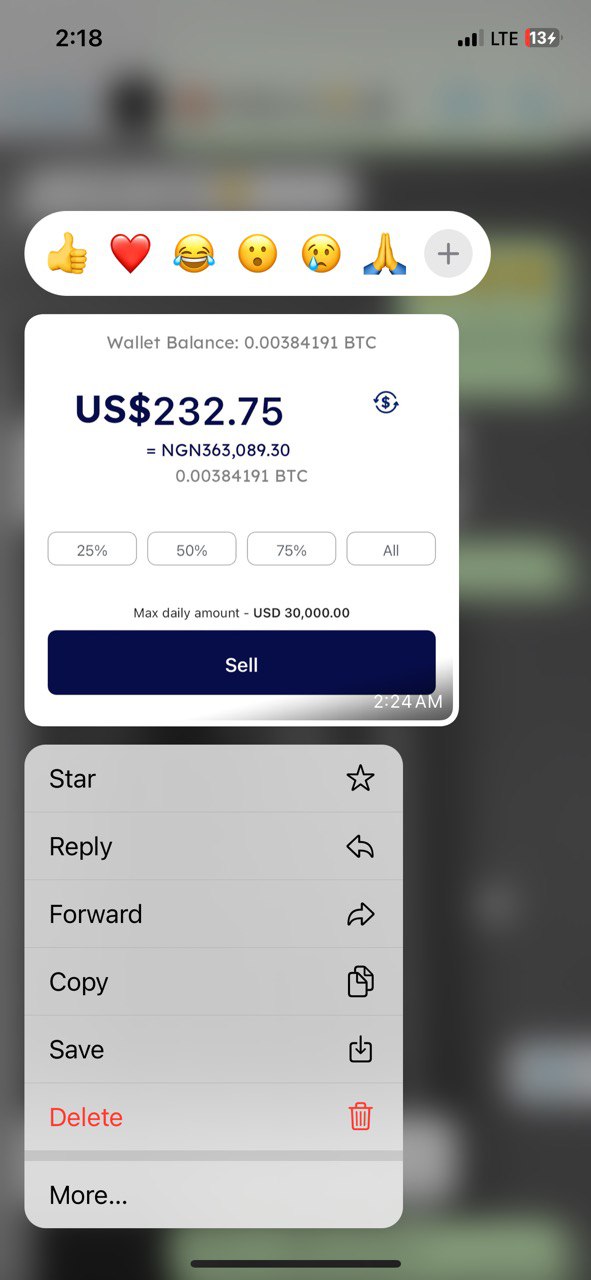 2:18 LTE 13
Wallet Balance: 0.00384191 BTC
US$232.75
= NGN363,089.30
0.00384191 BTC
25% 50% 75% All
Max daily amount - USD 30,000.00
Sell
2:24 AM
Star
Reply
Forward
Copy
Save
Delete
More...